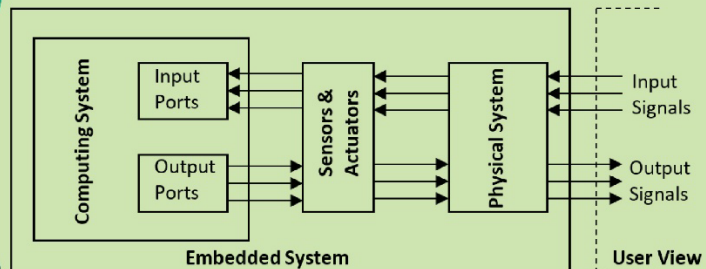 Computing System
Input
Ports
Output
Ports
Sensors &
Actuators
Physical System
Input
Signals
Output
Signals
Embedded System
User View